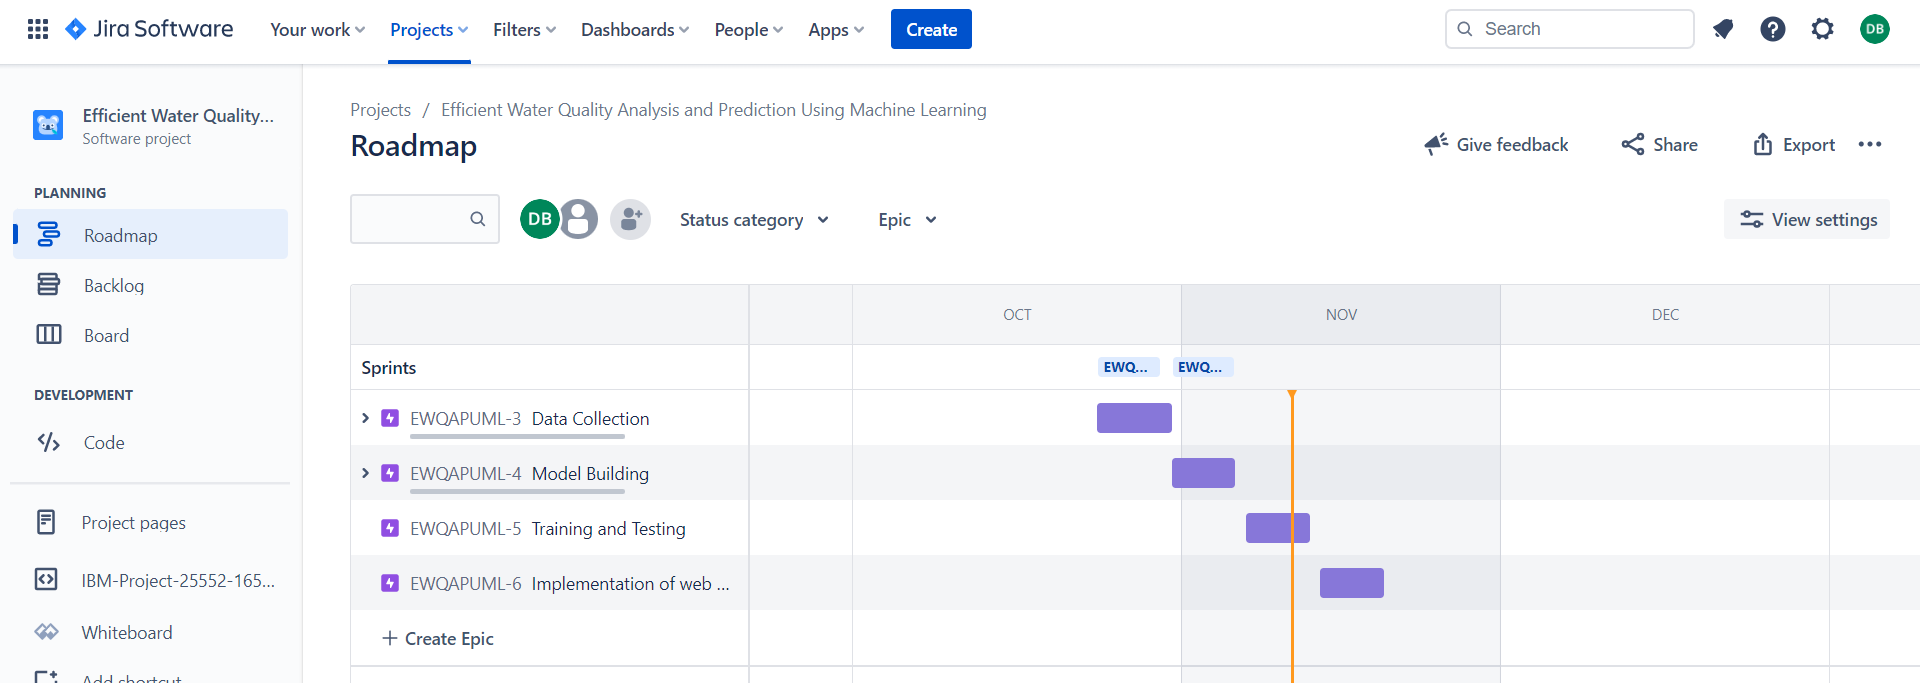 Jira Software
Your work
Projects
Filters
Dashboards
People
Apps
Create
Search
DB
Efficient Water Quality...
Software project
PLANNING
Roadmap
Backlog
Board
DEVELOPMENT
Code
Project pages
IBM-Project-25552-165...
Whiteboard
Add shortcut
Projects / Efficient Water Quality Analysis and Prediction Using Machine Learning
Roadmap
Give feedback
Share
Export
DB
Status category
Epic
View settings
OCT
NOV
DEC
Sprints
EWQ...
EWQ...
EWQAPUML-3 Data Collection
EWQAPUML-4 Model Building
EWQAPUML-5 Training and Testing
EWQAPUML-6 Implementation of web ...
+ Create Epic